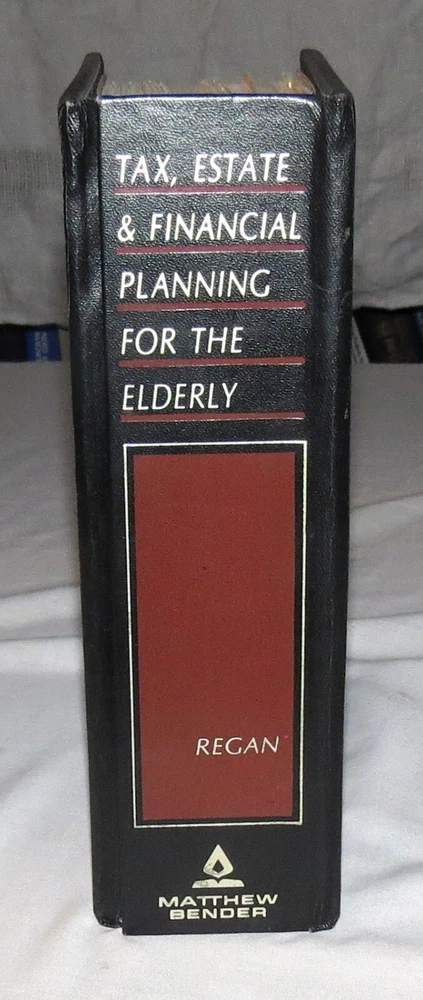 TAX, ESTATE
& FINANCIAL
PLANNING
FOR THE
ELDERLY
REGAN
MATTHEW
BENDER